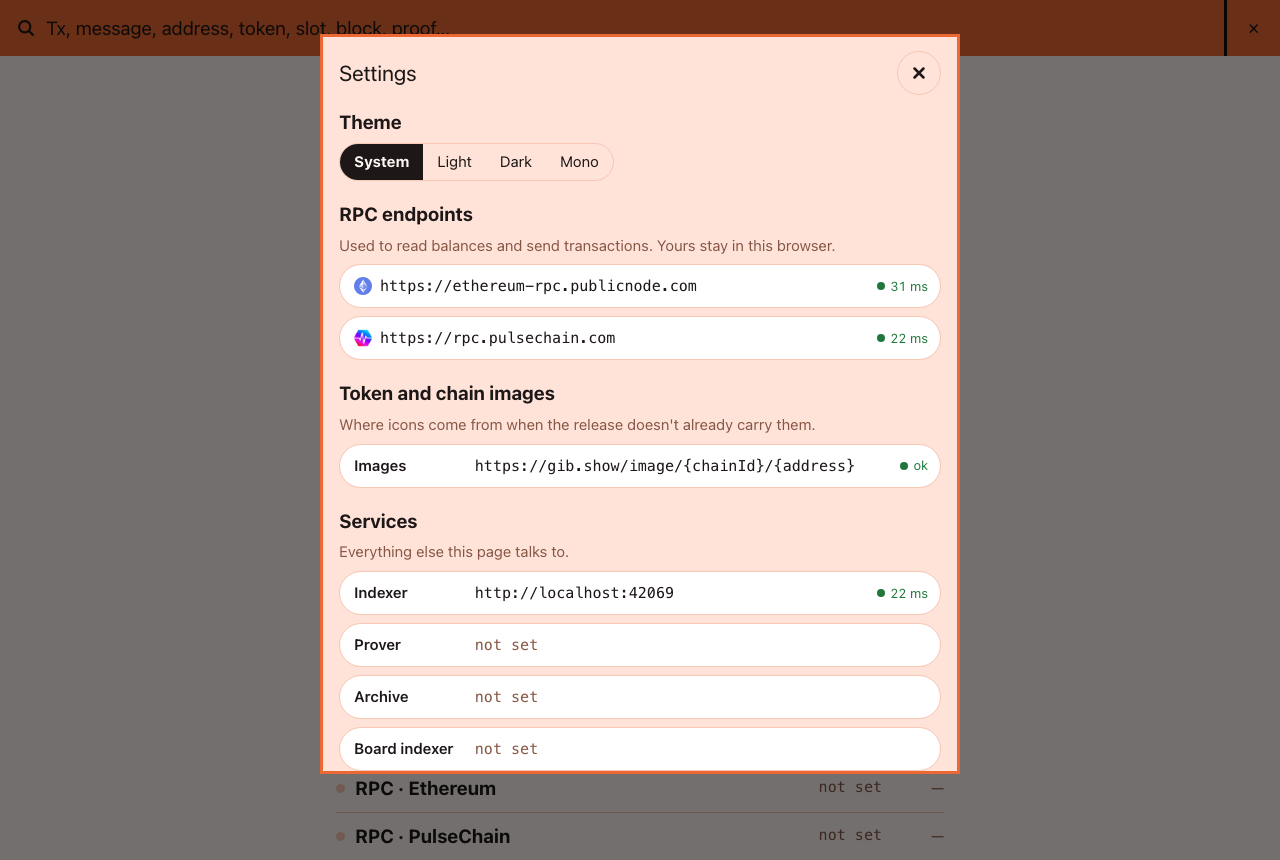 Tx, message, address, token, slot, block, proof...
Settings
Theme
System Light Dark Mono
RPC endpoints
Used to read balances and send transactions. Yours stay in this browser.
https://ethereum-rpc.publicnode.com 31 ms
https://rpc.pulsechain.com 22 ms
Token and chain images
Where icons come from when the release doesn't already carry them.
Images https://gib.show/image/{chainId}/{address} ok
Services
Everything else this page talks to.
Indexer http://localhost:42069 22 ms
Prover not set
Archive not set
Board indexer not set
RPC · Ethereum not set —
RPC · PulseChain not set —